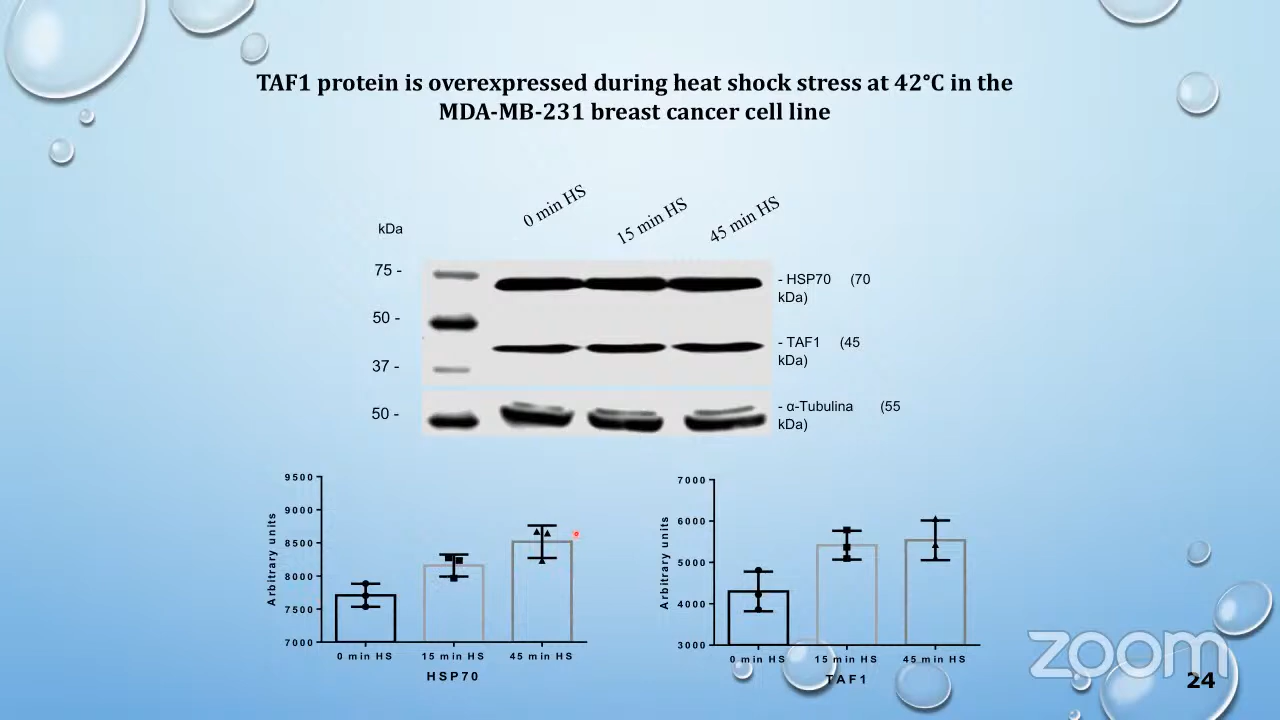 TAF1 protein is overexpressed during heat shock stress at 42°C in the
MDA-MB-231 breast cancer cell line
0 min HS
15 min HS
45 min HS
kDa
75 -
50 -
37 -
50 -
- HSP70 (70
kDa)
- TAF1 (45
kDa)
- α-Tubulina (55
kDa)
Arbitrary units
9500
9000
8500
8000
7500
7000
0 min HS 15 min HS 45 min HS
HSP70
Arbitrary units
7000
6000
5000
4000
3000
0 min HS 15 min HS 45 min HS
TAF1
zoom
24